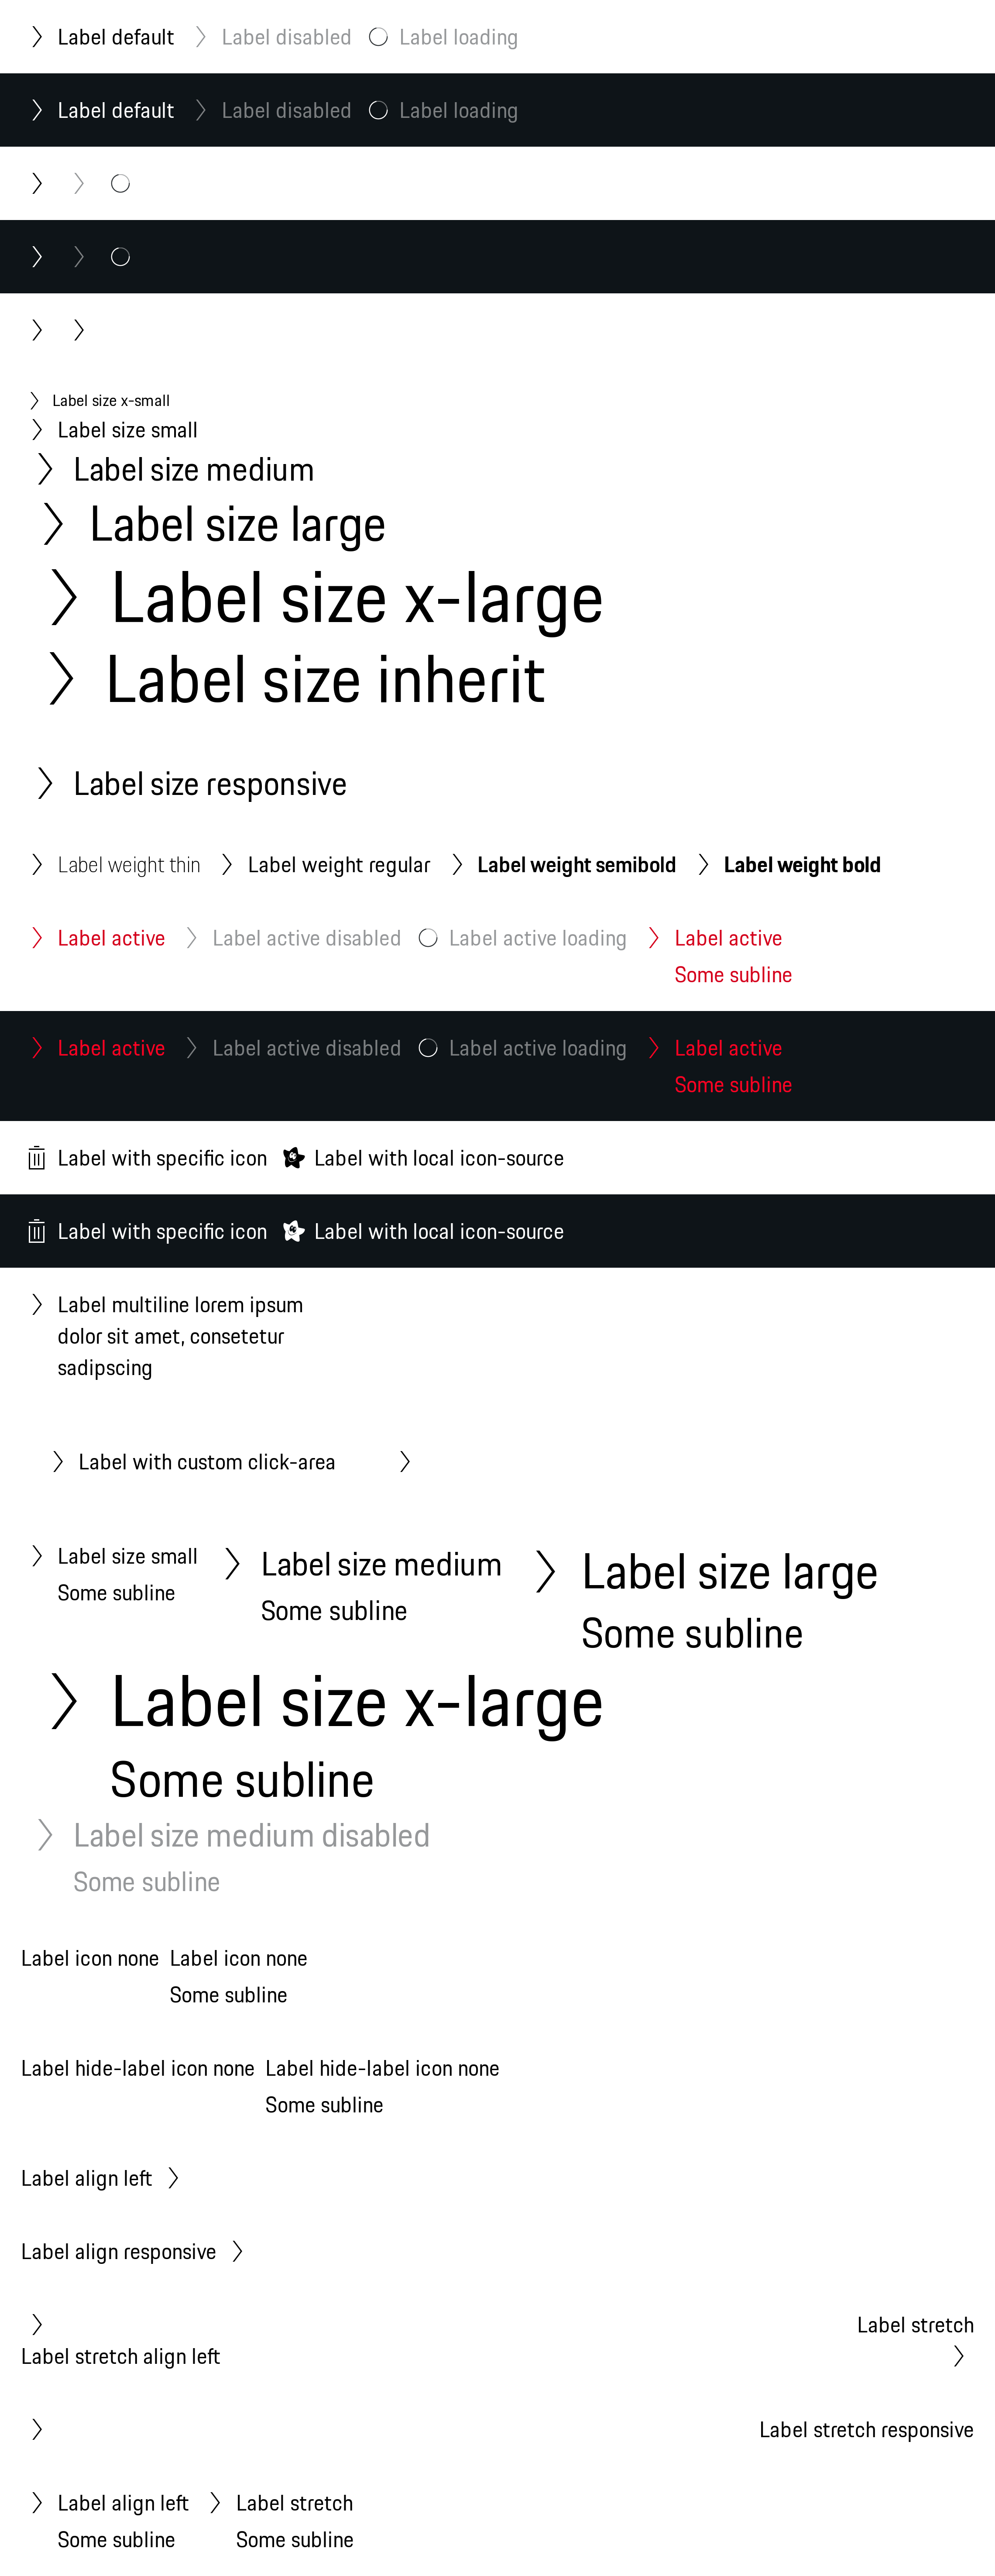 Label default Label disabled Label loading
Label default Label disabled Label loading
Label size x-small
Label size small
Label size medium
Label size large
Label size x-large
Label size inherit
Label size responsive
Label weight thin Label weight regular Label weight semibold Label weight bold
Label active Label active disabled Label active loading Label active
Some subline
Label active Label active disabled Label active loading Label active
Some subline
Label with specific icon Label with local icon-source
Label with specific icon Label with local icon-source
Label multiline lorem ipsum
dolor sit amet, consetetur
sadipscing
Label with custom click-area
Label size small Label size medium Label size large
Some subline Some subline Some subline
Label size x-large
Some subline
Label size medium disabled
Some subline
Label icon none Label icon none
Some subline
Label hide-label icon none Label hide-label icon none
Some subline
Label align left
Label align responsive
Label stretch
Label stretch align left
Label stretch responsive
Label align left Label stretch
Some subline Some subline